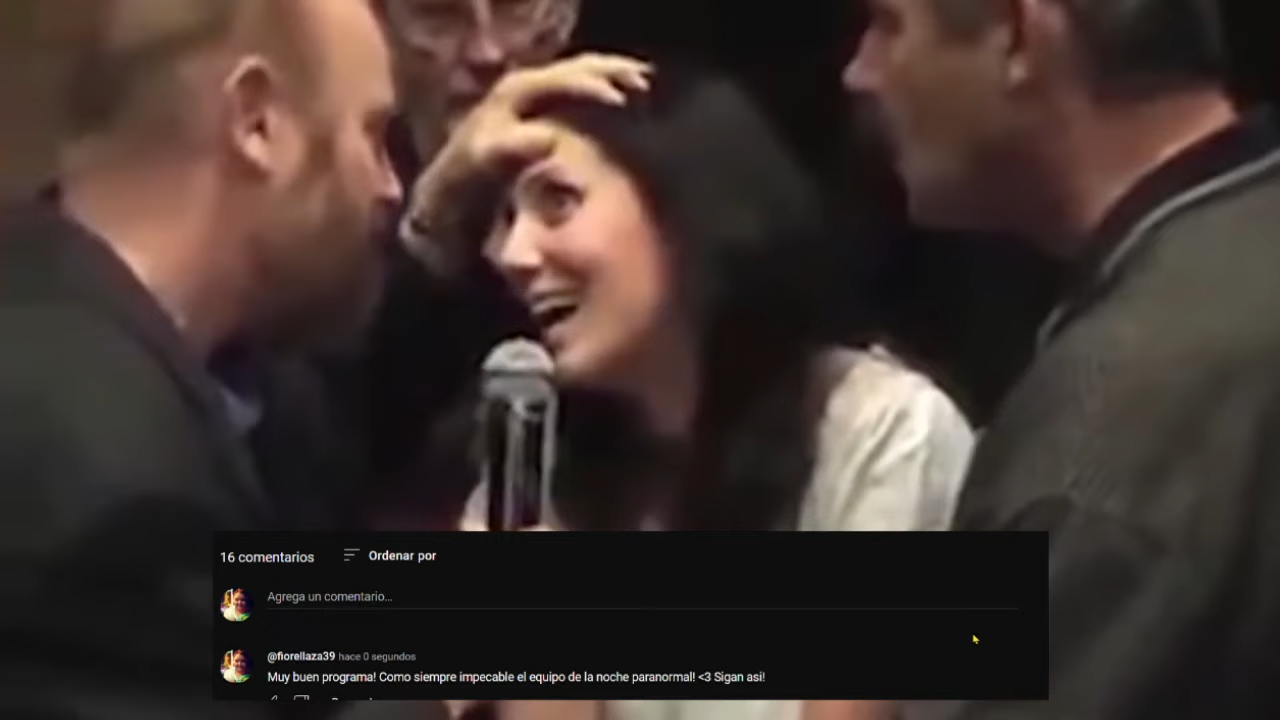 16 comentarios
Ordenar por
Agrega un comentario...
@fiorellaza39 hace 0 segundos
Muy buen programa! Como siempre impecable el equipo de la noche paranormal! <3 Sigan asi!